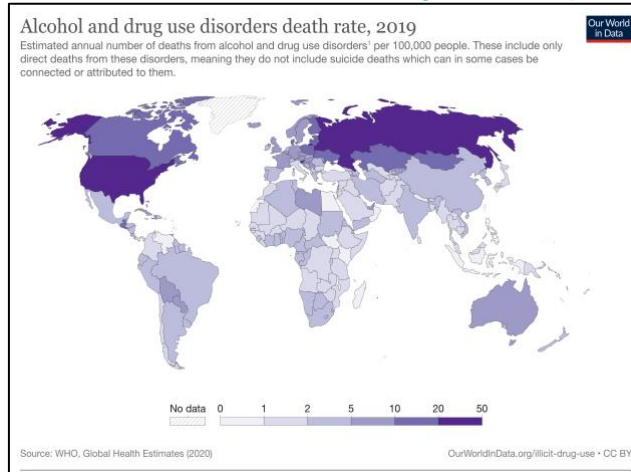 Alcohol and drug use disorders death rate, 2019
Our World
in Data
Estimated annual number of deaths from alcohol and drug use disorders¹ per 100,000 people. These include only
direct deaths from these disorders, meaning they do not include suicide deaths which can in some cases be
connected or attributed to them.
No data 0 1 2 5 10 20 50
Source: WHO, Global Health Estimates (2020) OurWorldInData.org/illicit-drug-use • CC BY